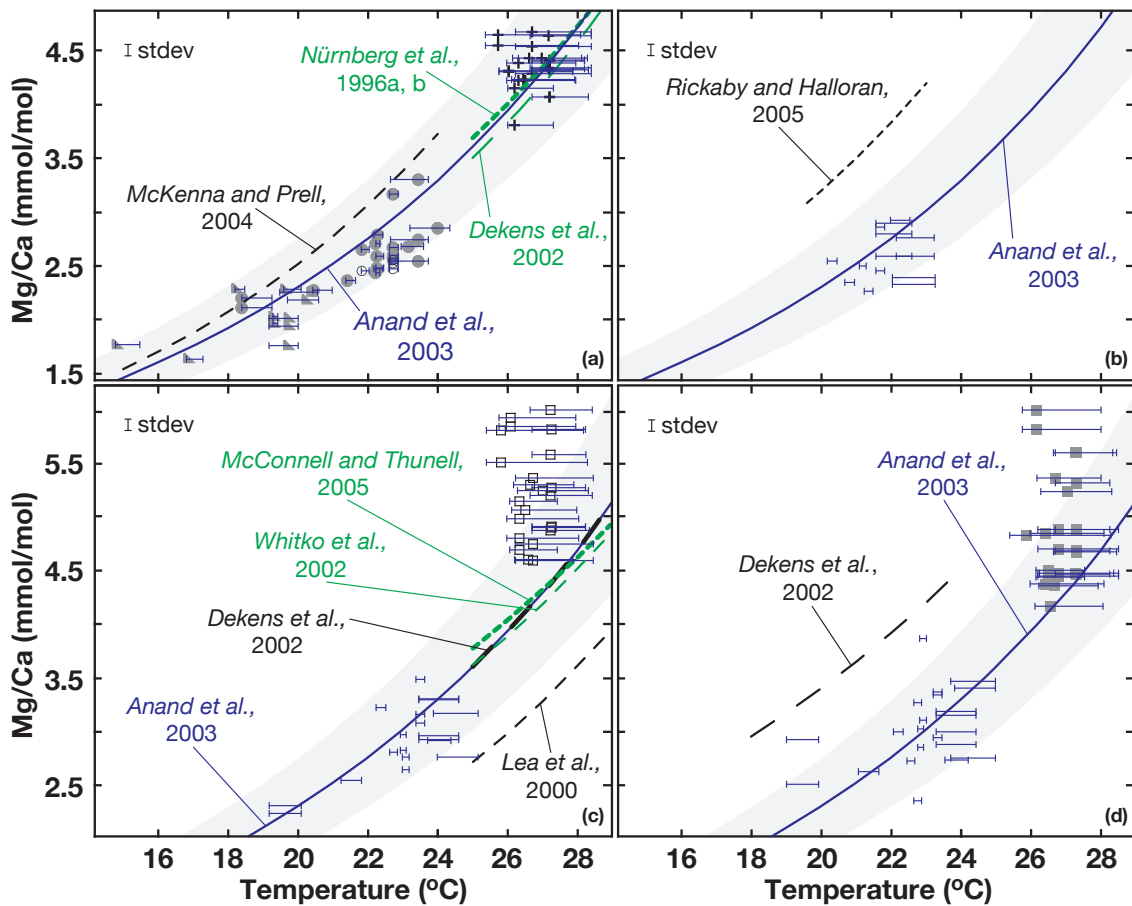 4.5
3.5
2.5
1.5
Mg/Ca (mmol/mol)
stdev
Nürnberg et al.,
1996a, b
McKenna and Prell,
2004
Dekens et al.,
2002
Anand et al.,
2003
(a)
stdev
Rickaby and Halloran,
2005
Anand et al.,
2003
(b)
5.5
4.5
3.5
2.5
Mg/Ca (mmol/mol)
stdev
McConnell and Thunell,
2005
Whitko et al.,
2002
Dekens et al.,
2002
Anand et al.,
2003
Lea et al.,
2000
(c)
16 20 22 24 26 28
Temperature (ºC)
stdev
Anand et al.,
2003
Dekens et al.,
2002
(d)
16 20 22 24 26 28
Temperature (ºC)